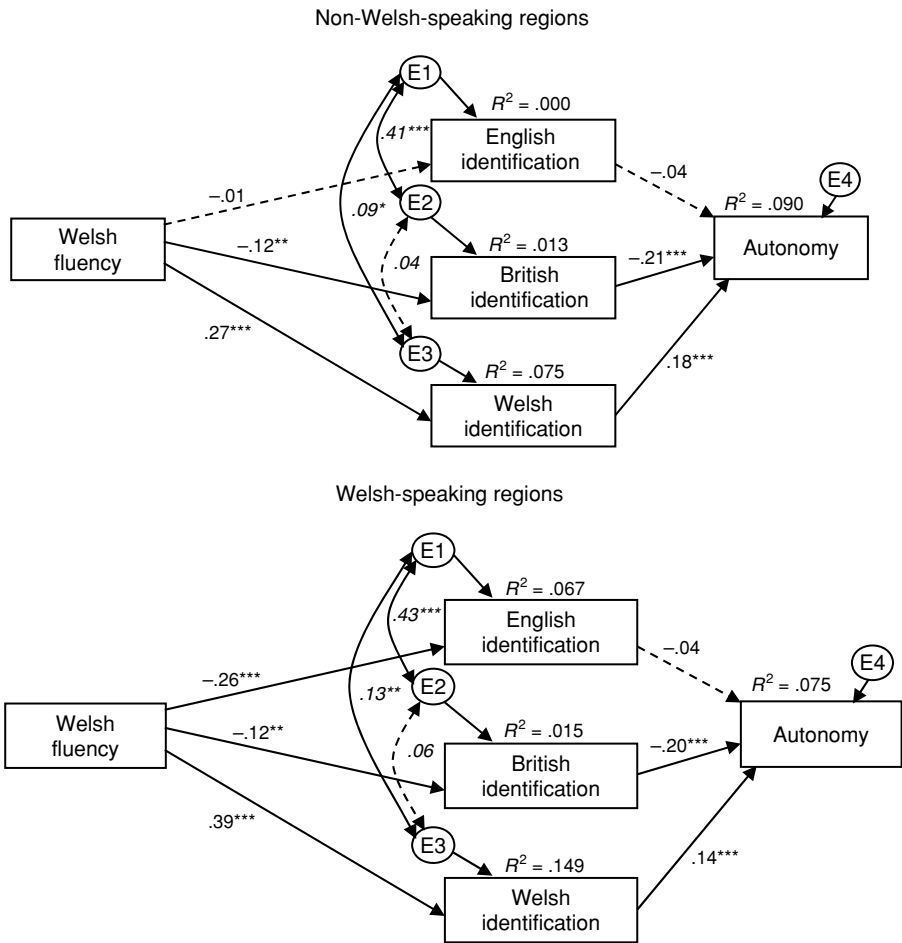 Non-Welsh-speaking regions
E1
R² = .000
.41***
English
identification
–.04
E4
–.01
.09*
E2
R² = .090
Welsh
fluency
–.12**
R² = .013
–.21***
Autonomy
.04
British
identification
.27***
E3
R² = .075
.18***
Welsh
identification
Welsh-speaking regions
E1
R² = .067
.43***
English
identification
–.04
E4
–.26***
.13**
E2
R² = .075
Welsh
fluency
–.12**
R² = .015
–.20***
Autonomy
.06
British
identification
.39***
E3
R² = .149
.14***
Welsh
identification